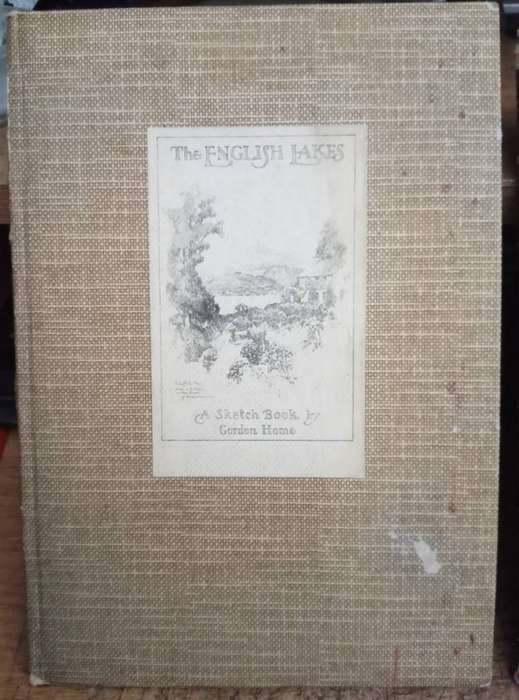 The ENGLISH LAKES
A Sketch Book by
Gordon Home